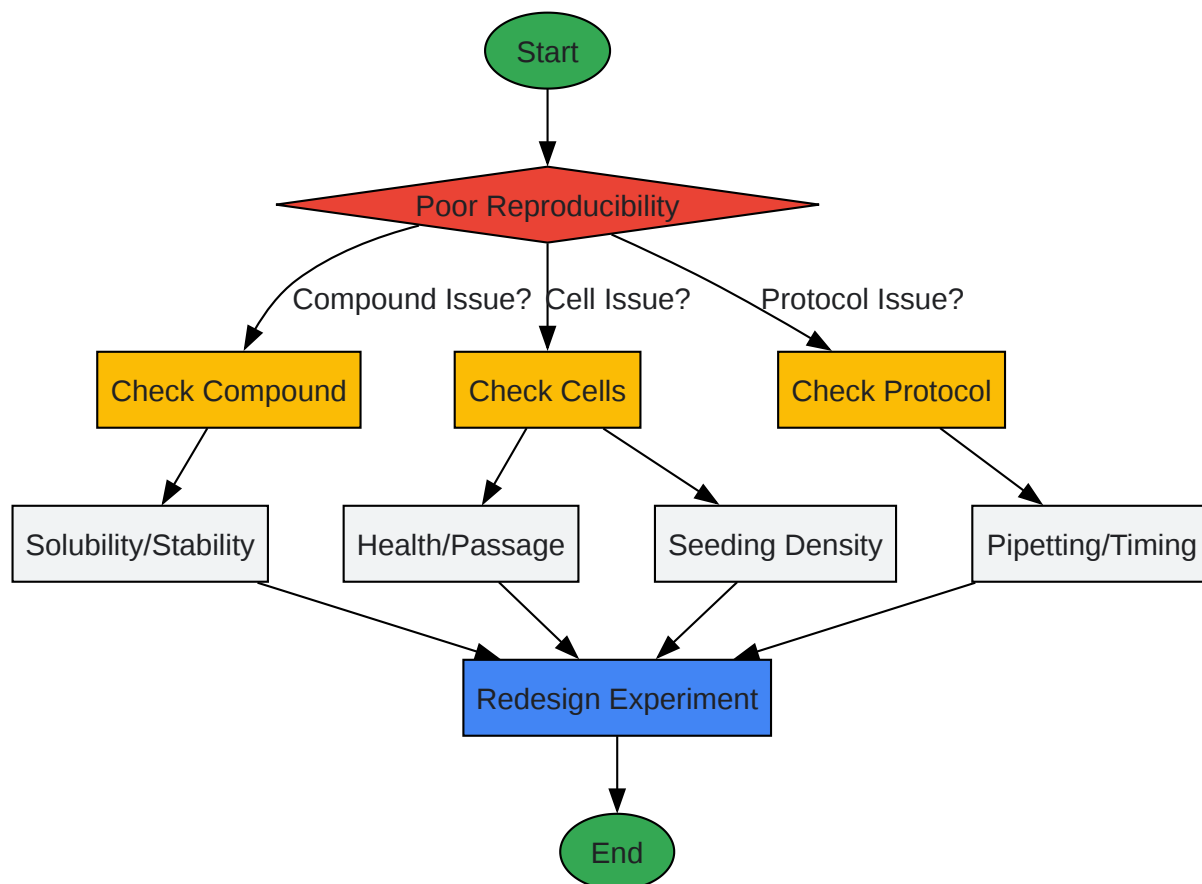 Start
Poor Reproducibility
Compound Issue?
Cell Issue?
Protocol Issue?
Check Compound
Check Cells
Check Protocol
Solubility/Stability
Health/Passage
Seeding Density
Pipetting/Timing
Redesign Experiment
End